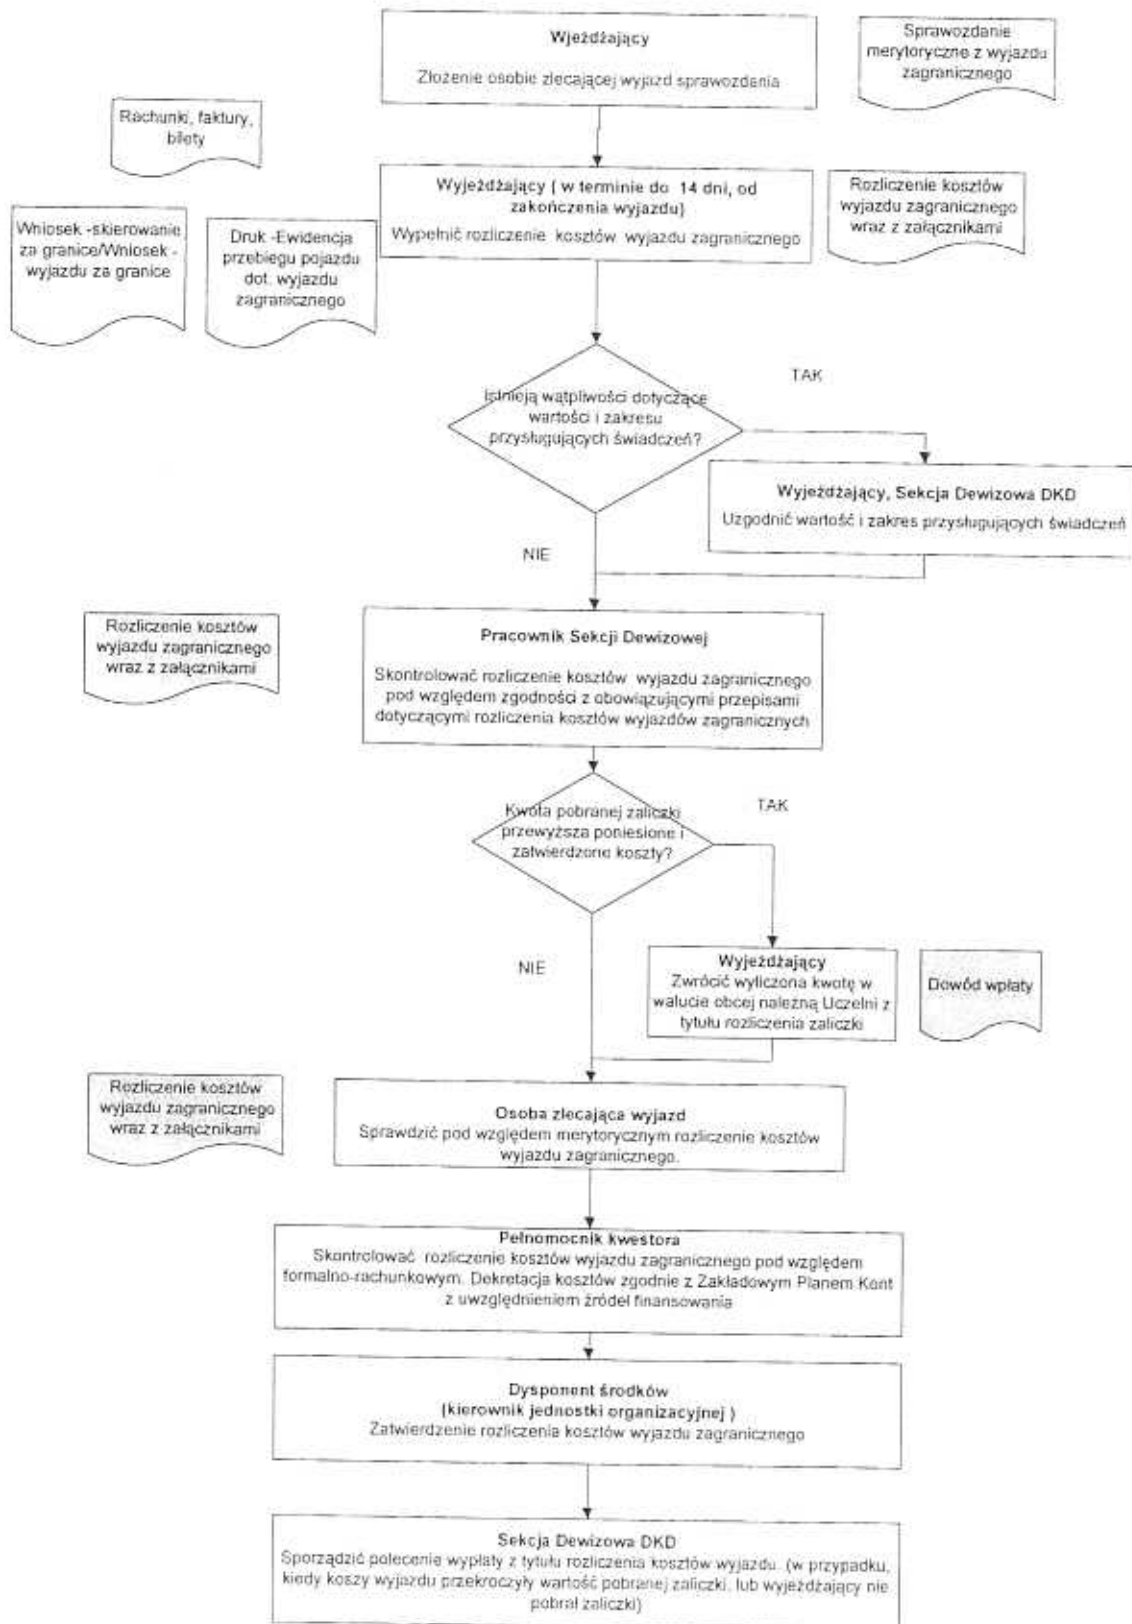 Wjeżdżający
Złożenie osobie zlecającej wyjazd sprawozdania
Sprawozdanie
merytoryczne z wyjazdu
zagranicznego
Rachunki, faktury,
bilety
Wyjeżdżający ( w terminie do 14 dni, od
zakończenia wyjazdu)
Wypełnić rozliczenie kosztów wyjazdu zagranicznego
Rozliczenie kosztów
wyjazdu zagranicznego
wraz z załącznikami
Wniosek -skierowanie
za granice/Wniosek -
wyjazdu za granice
Druk -Ewidencja
przebiegu pojazdu
dot. wyjazdu
zagranicznego
Istnieją wątpliwości dotyczące
wartości i zakresu
przysługujących świadczeń?
TAK
Wyjeżdżający, Sekcja Dewizowa DKD
Uzgodnić wartość i zakres przysługujących świadczeń
NIE
Rozliczenie kosztów
wyjazdu zagranicznego
wraz z załącznikami
Pracownik Sekcji Dewizowej
Skontrolować rozliczenie kosztów wyjazdu zagranicznego
pod względem zgodności z obowiązującymi przepisami
dotyczącymi rozliczenia kosztów wyjazdów zagranicznych
Kwota pobranej zaliczki
przewyższa poniesione i
zatwierdzone koszty?
TAK
NIE
Wyjeżdżający
Zwrócić wyliczona kwotę w
walucie obcej należną Uczelni z
tytułu rozliczenia zaliczki
Dowód wpłaty
Rozliczenie kosztów
wyjazdu zagranicznego
wraz z załącznikami
Osoba zlecająca wyjazd
Sprawdzić pod względem merytorycznym rozliczenie kosztów
wyjazdu zagranicznego.
Pełnomocnik kwestora
Skontrolować rozliczenie kosztów wyjazdu zagranicznego pod względem
formalno-rachunkowym. Dekretacja kosztów zgodnie z Zakładowym Planem Kont
z uwzględnieniem źródeł finansowania
Dysponent środków
(kierownik jednostki organizacyjnej )
Zatwierdzenie rozliczenia kosztów wyjazdu zagranicznego
Sekcja Dewizowa DKD
Sporządzić polecenie wypłaty z tytułu rozliczenia kosztów wyjazdu. (w przypadku,
kiedy koszy wyjazdu przekroczyły wartość pobranej zaliczki, lub wyjeżdżający nie
pobrał zaliczki)